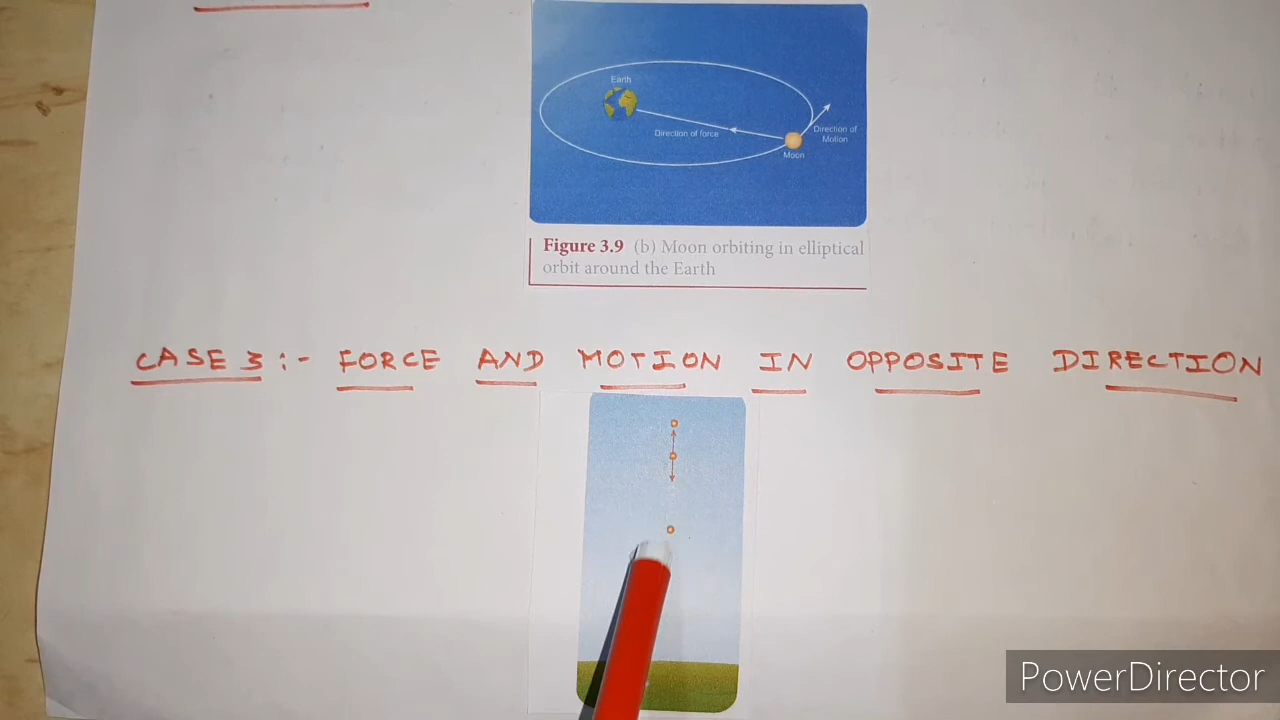 Earth
Direction of force
Direction of
Motion
Moon
Figure 3.9 (b) Moon orbiting in elliptical
orbit around the Earth
CASE 3 :- FORCE AND MOTION IN OPPOSITE DIRECTION
PowerDirector